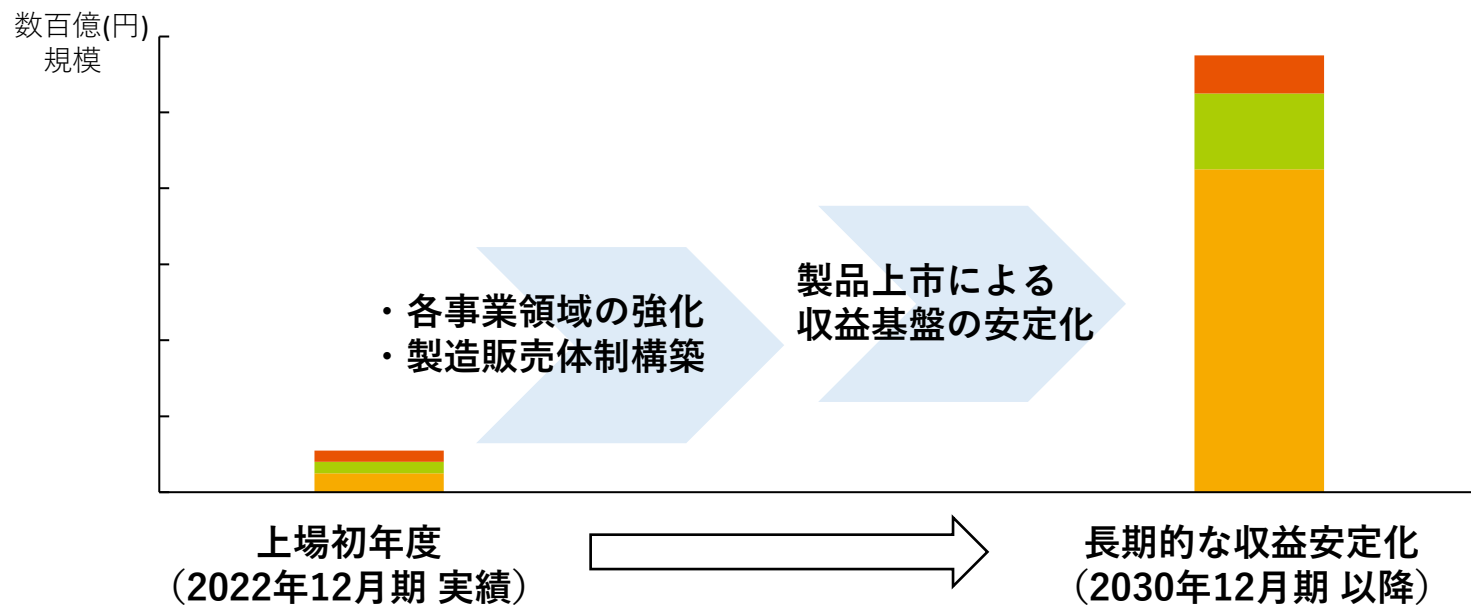 数百億(円)
規模
・各事業領域の強化
・製造販売体制構築
製品上市による
収益基盤の安定化
上場初年度
（2022年12月期 実績）
長期的な収益安定化
（2030年12月期 以降）